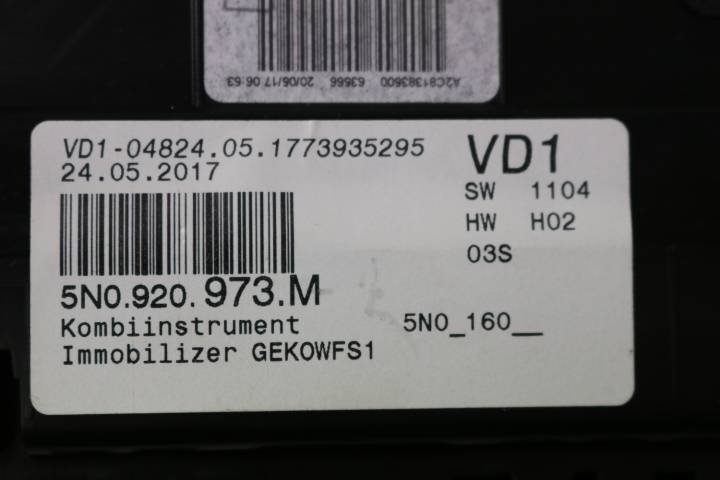 A2C81383600 63566 20/05/17 06:53
VD1-04824.05.1773935295
24.05.2017
VD1
SW 1104
HW H02
03S
5N0.920.973.M
Kombiinstrument
5N0_160__
Immobilizer GEKOWFS1